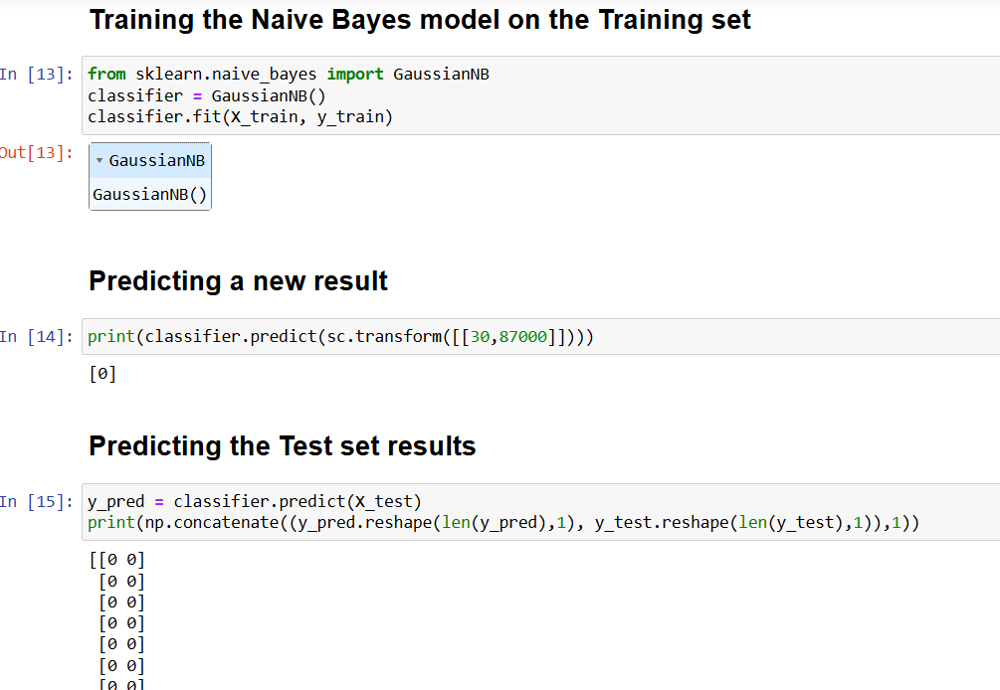 Training the Naive Bayes model on the Training set
In [13]:
from sklearn.naive_bayes import GaussianNB
classifier = GaussianNB()
classifier.fit(X_train, y_train)
Out[13]:
▾ GaussianNB
GaussianNB()
Predicting a new result
In [14]:
print(classifier.predict(sc.transform([[30,87000]])))
[0]
Predicting the Test set results
In [15]:
y_pred = classifier.predict(X_test)
print(np.concatenate((y_pred.reshape(len(y_pred),1), y_test.reshape(len(y_test),1)),1))
[[0 0]
[0 0]
[0 0]
[0 0]
[0 0]
[0 0]
[0 0]